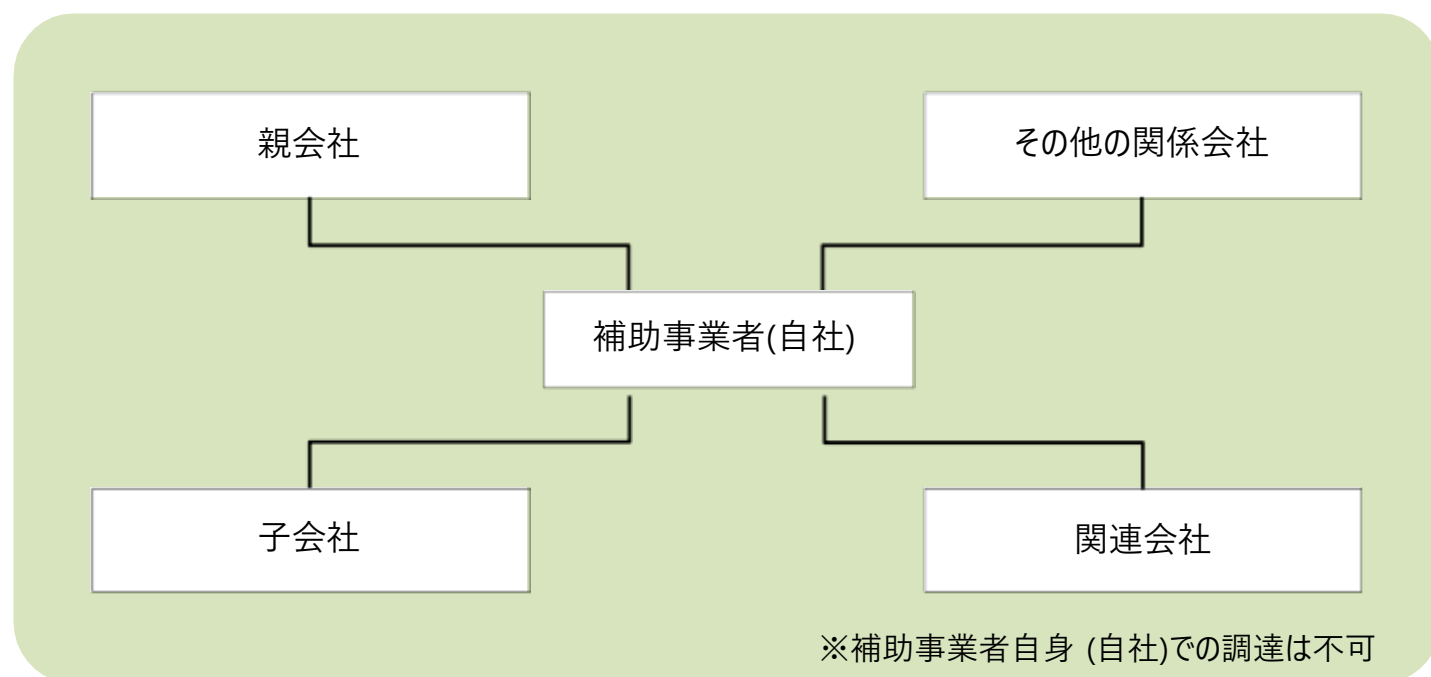 親会社
その他の関係会社
補助事業者(自社)
子会社
関連会社
※補助事業者自身 (自社)での調達は不可